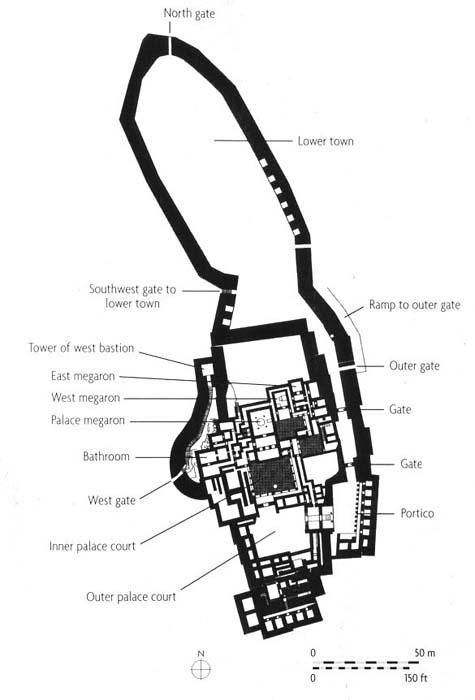 North gate
Lower town
Southwest gate to
lower town
Ramp to outer gate
Tower of west bastion
East megaron
Outer gate
West megaron
Gate
Palace megaron
Bathroom
Gate
West gate
Portico
Inner palace court
Outer palace court
N
0 50 m
0 150 ft